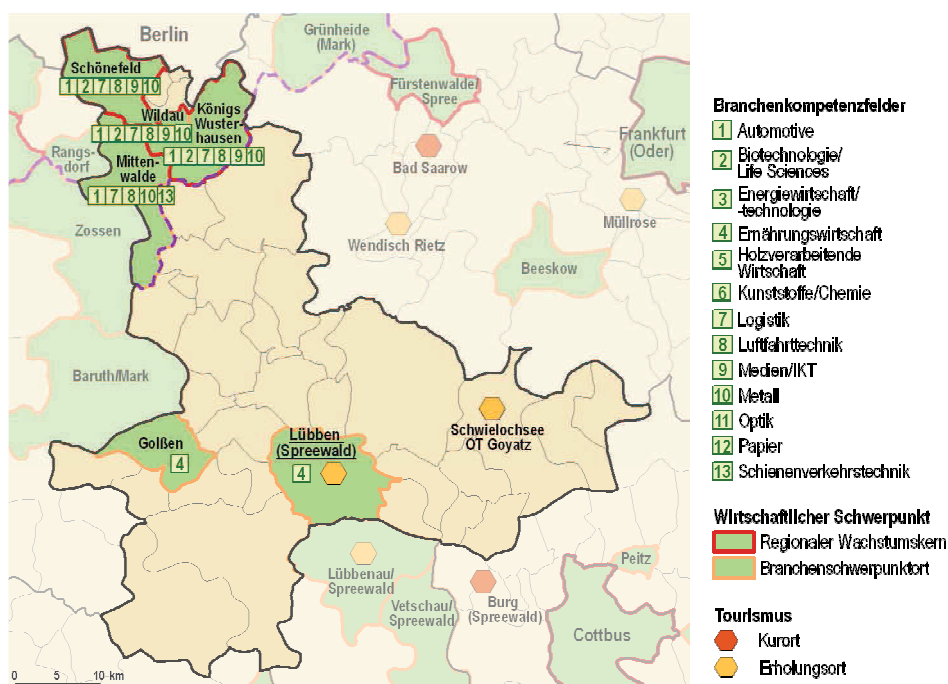 Berlin
Grünheide
(Mark)
Schönefeld
1 2 7 8 9 10
Fürstenwalde/
Spree
Königs
Wuster-
hausen
Wildau
1 2 7 8 9 10
1 2 7 8 9 10
Rangs-
dorf
Mitten-
walde
1 7 8 10 13
Frankfurt
(Oder)
Bad Saarow
Müllrose
Zossen
Wendisch Rietz
Beeskow
Baruth/Mark
Schwielochsee
OT Goyatz
Golßen
4
Lübben
(Spreewald)
4
Lübbenau/
Spreewald
Vetschau/
Spreewald
Burg
(Spreewald)
Peitz
Cottbus
0 5 10 km
Branchenkompetenzfelder
1 Automotive
2 Biotechnologie/
Life Sciences
3 Energiewirtschaft/
-technologie
4 Ernährungswirtschaft
5 Holzverarbeitende
Wirtschaft
6 Kunststoffe/Chemie
7 Logistik
8 Luftfahrttechnik
9 Medien/IKT
10 Metall
11 Optik
12 Papier
13 Schienenverkehrstechnik
Wirtschaftlicher Schwerpunkt
Regionaler Wachstumskern
Branchenschwerpunktort
Tourismus
Kurort
Erholungsort